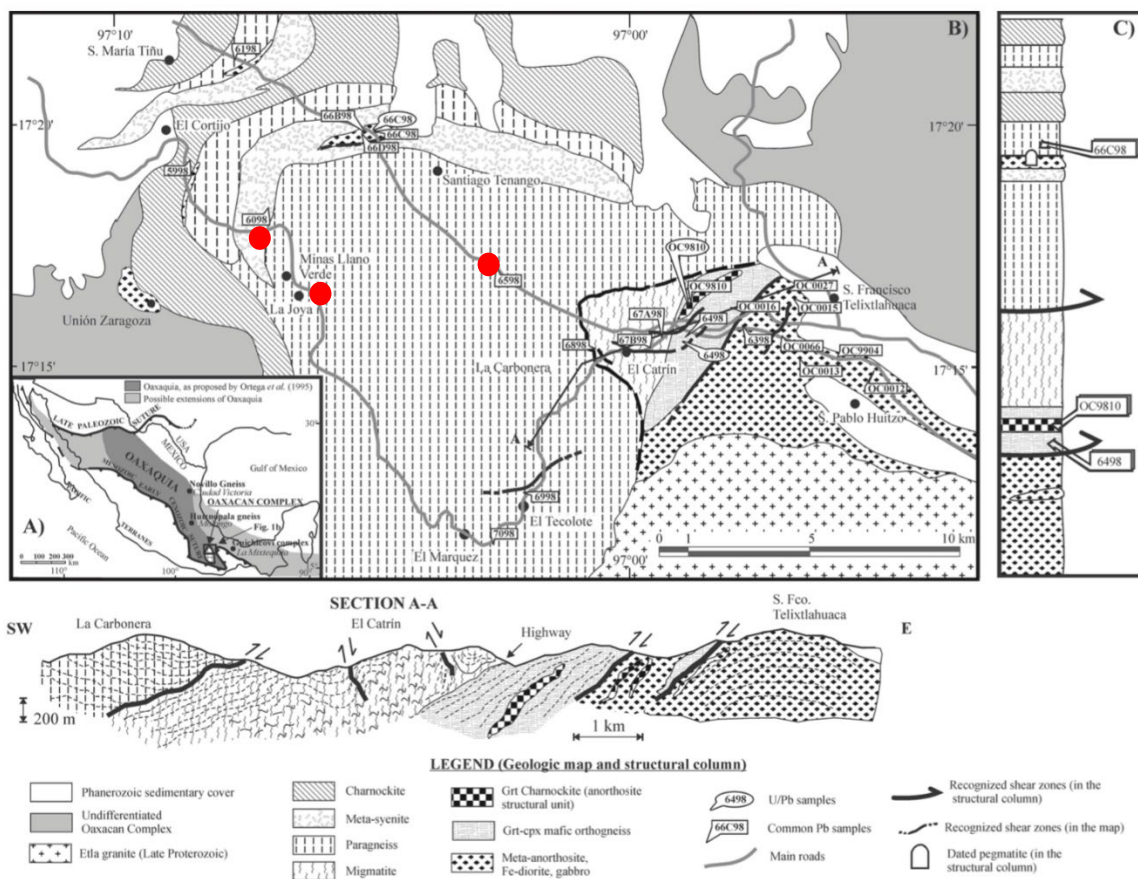 97°10'
97°00'
B)
C)
S. María Tiñu
6198
El Cortijo
66B98
66C98
66C98
66D98
17°20'
17°20'
5998
Santiago Tenango
66C98
6098
Minas Llano
Verde
La Joya
6598
OC9810
OC9810
A
OC0027
S. Francisco
Telixtlahuaca
Unión Zaragoza
67A98
6498
OC0016
OC0015
6898
67B98
6498
6398
OC0066
OC9904
17°15'
17°15'
La Carbonera
El Catrín
OC0013
OC0012
S. Pablo Huitzo
OC9810
6498
A
6998
El Tecolote
7098
El Marquez
97°00'
0 1 5 10 km
Oaxaquia, as proposed by Ortega et al. (1995)
Possible extensions of Oaxaquia
LATE PALEOZOIC SUTURE
USA
MEXICO
30°
Gulf of Mexico
OAXAQUIA
Novillo Gneiss
Ciudad Victoria
OAXACAN COMPLEX
Fig. 1b
Guichicovi complex
La Mixtequita
Pacific Ocean
TERRANES
A)
0 100 200 300
km
110°
100°
SECTION A-A
SW
La Carbonera
El Catrín
Highway
S. Fco.
Telixtlahuaca
E
200 m
1 km
LEGEND (Geologic map and structural column)
Phanerozoic sedimentary cover
Undifferentiated
Oaxacan Complex
Etla granite (Late Proterozoic)
Charnockite
Meta-syenite
Paragneiss
Migmatite
Grt Charnockite (anorthosite
structural unit)
Grt-cpx mafic orthogneiss
Meta-anorthosite,
Fe-diorite, gabbro
6498
U/Pb samples
66C98
Common Pb samples
Main roads
Recognized shear zones (in the
structural column)
Recognized shear zones (in the map)
Dated pegmatite (in the
structural column)